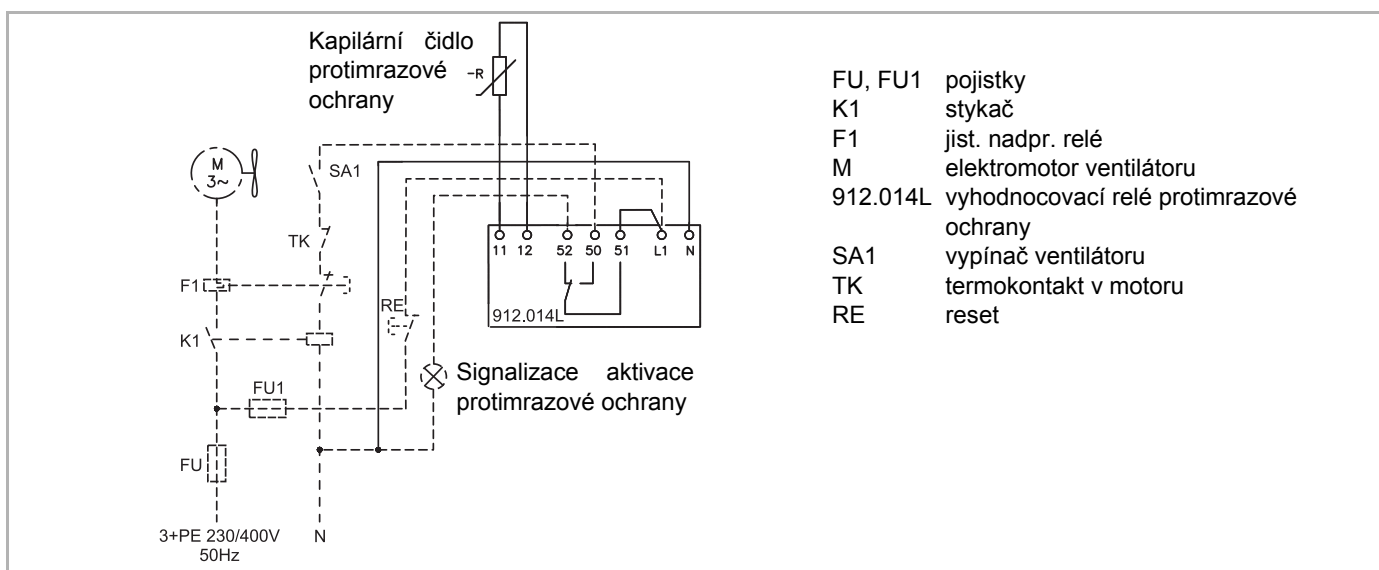 Kapilární čidlo
protimrazové
ochrany
-R
M
3~
SA1
TK
F1
K1
RE
FU1
FU
11 12 52 50 51 L1 N
912.014L
Signalizace aktivace
protimrazové ochrany
3+PE 230/400V
50Hz
N
FU, FU1 pojistky
K1 stykač
F1 jist. nadpr. relé
M elektromotor ventilátoru
912.014L vyhodnocovací relé protimrazové
ochrany
SA1 vypínač ventilátoru
TK termokontakt v motoru
RE reset